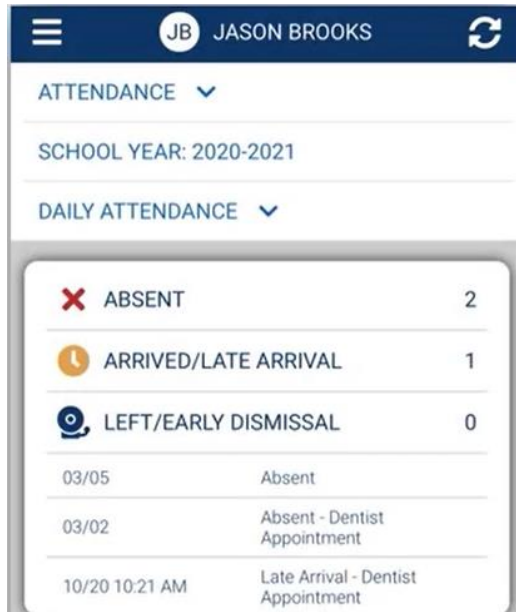 JB JASON BROOKS
ATTENDANCE
SCHOOL YEAR: 2020-2021
DAILY ATTENDANCE
ABSENT 2
ARRIVED/LATE ARRIVAL 1
LEFT/EARLY DISMISSAL 0
03/05 Absent
03/02 Absent - Dentist
Appointment
10/20 10:21 AM Late Arrival - Dentist
Appointment